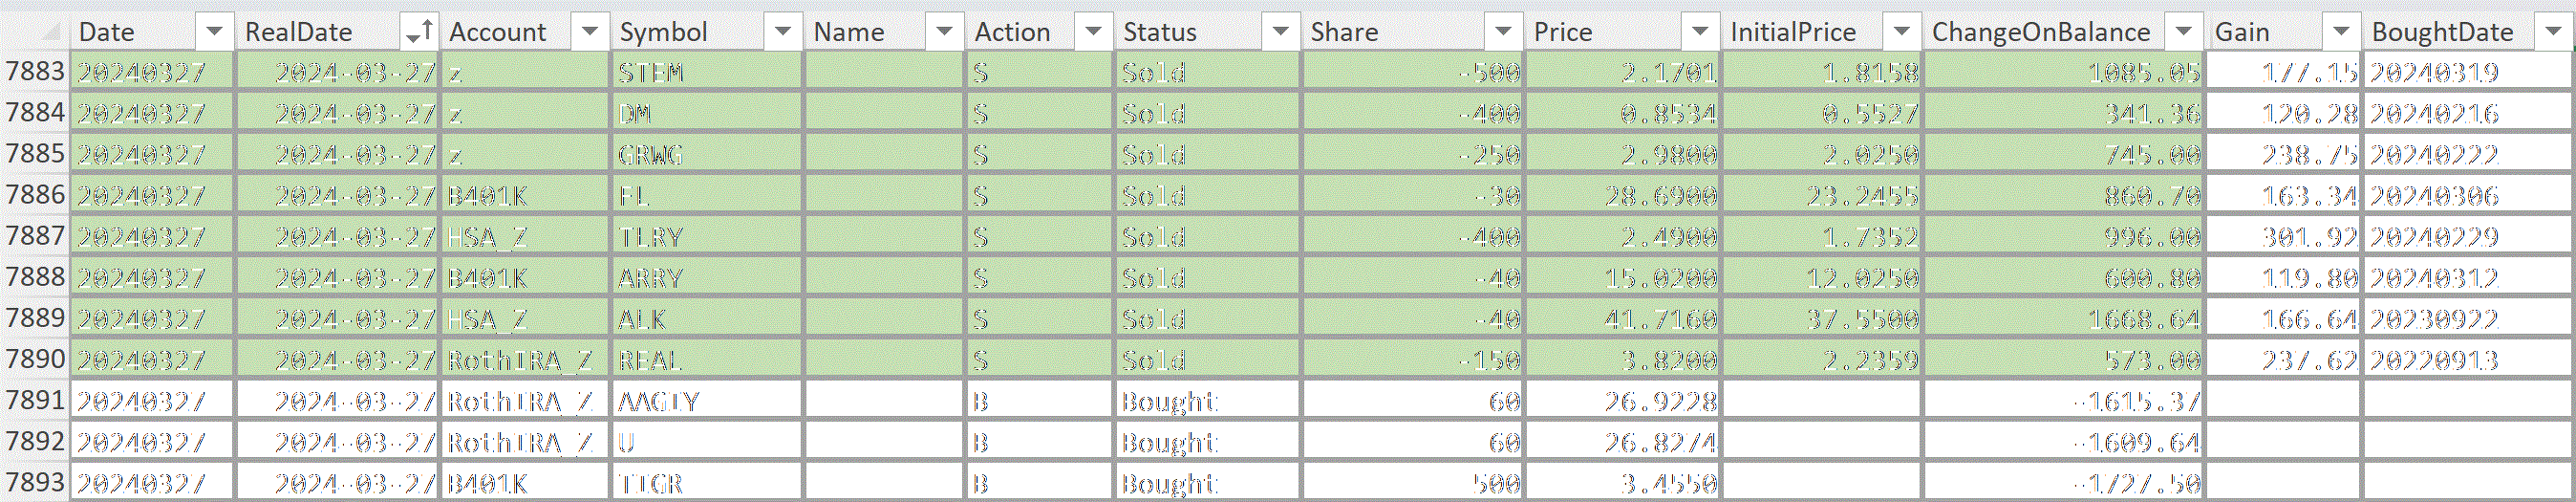 Date RealDate Account Symbol Name Action Status Share Price InitialPrice ChangeOnBalance Gain BoughtDate
7883 20240327 2024-03-27 z STEM S Sold -500 2.1701 1.8158 1085.05 177.15 20240319
7884 20240327 2024-03-27 z DM S Sold -400 0.8534 0.5527 341.36 120.28 20240216
7885 20240327 2024-03-27 z GRWG S Sold -250 2.9800 2.0250 745.00 238.75 20240222
7886 20240327 2024-03-27 B401K FL S Sold -30 28.6900 23.2455 860.70 163.34 20240306
7887 20240327 2024-03-27 HSA_Z TLRY S Sold -400 2.4900 1.7352 996.00 301.92 20240229
7888 20240327 2024-03-27 B401K ARRY S Sold -40 15.0200 12.0250 600.80 119.80 20240312
7889 20240327 2024-03-27 HSA_Z ALK S Sold -40 41.7160 37.5500 1668.64 166.64 20230922
7890 20240327 2024-03-27 RothIRA_Z REAL S Sold -150 3.8200 2.2359 573.00 237.62 20220913
7891 20240327 2024-03-27 RothIRA_Z AAGIY B Bought 60 26.9228 -1615.37
7892 20240327 2024-03-27 RothIRA_Z U B Bought 60 26.8274 -1609.64
7893 20240327 2024-03-27 B401K TIGR B Bought 500 3.4550 -1727.50